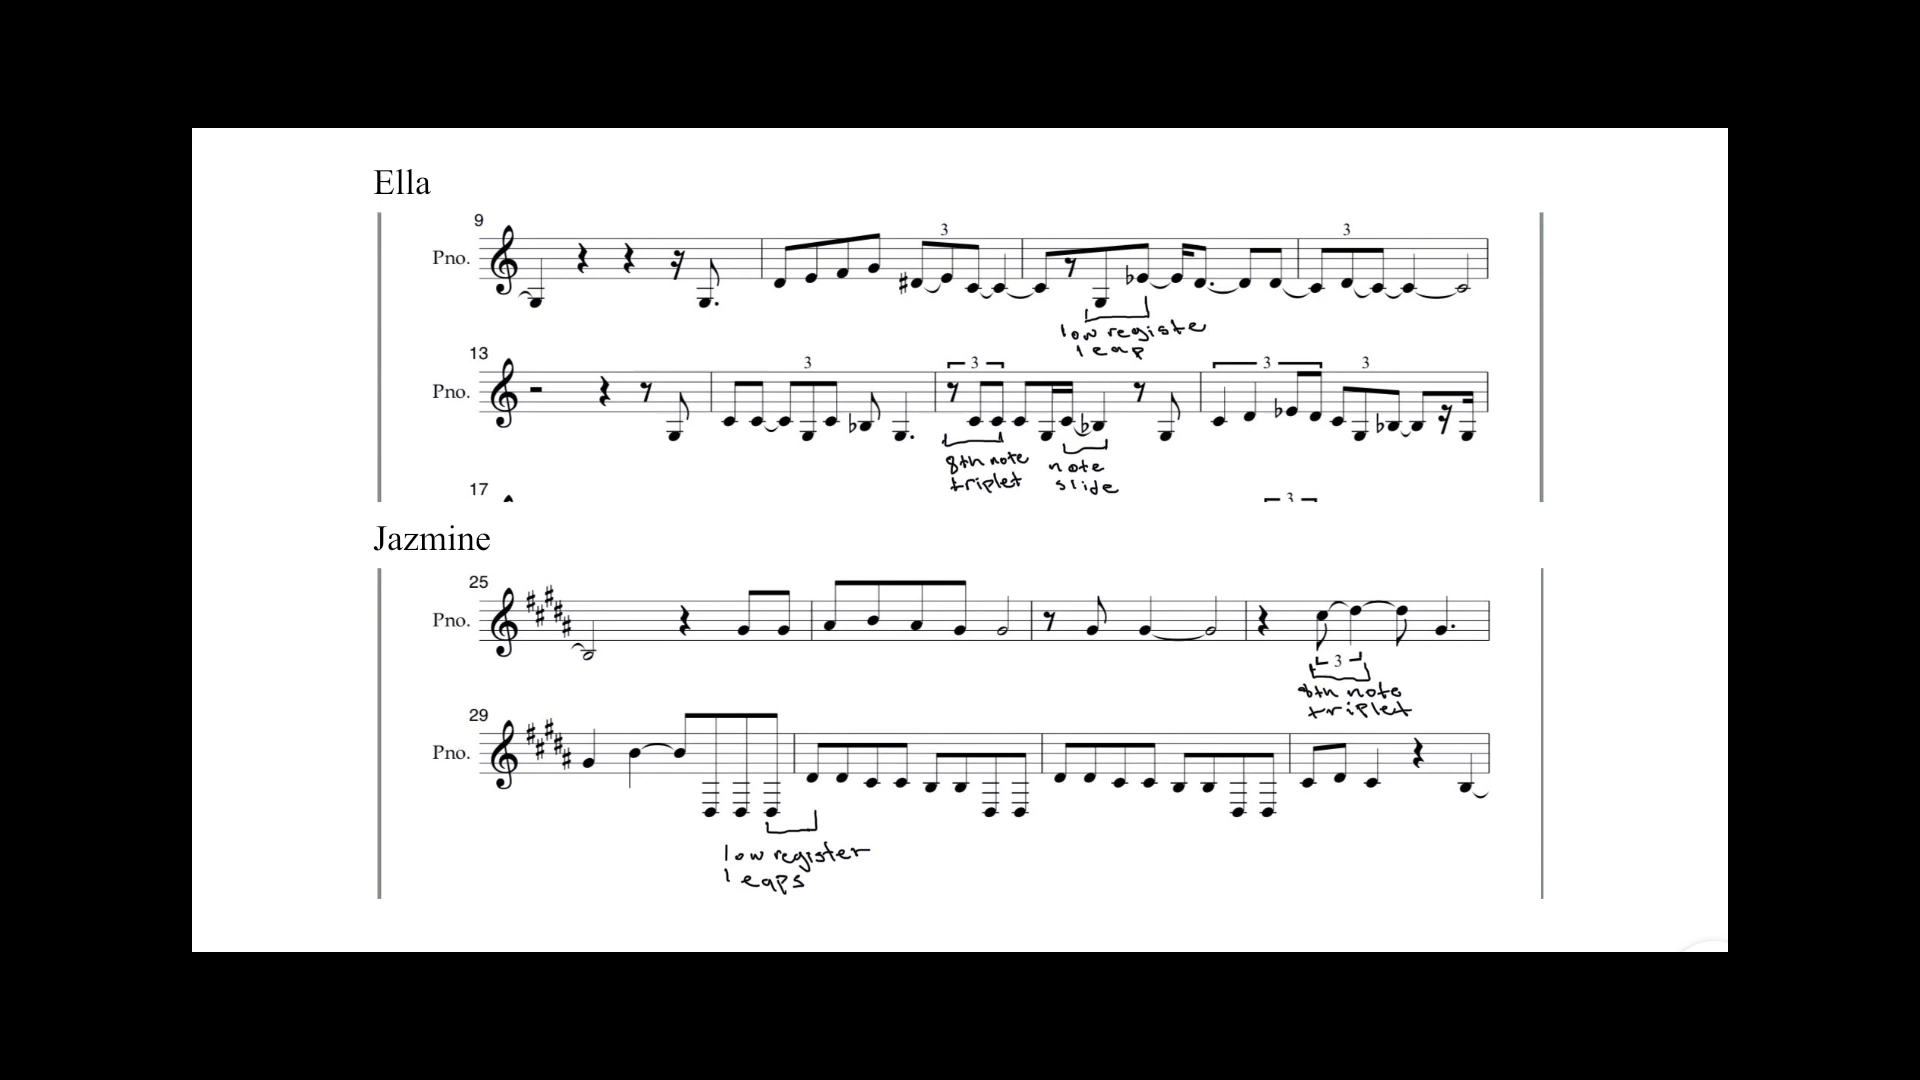 Ella
9
Pno.
3
3
low registe
leap
13
Pno.
3
3
3
3
8th note
triplet
note
slide
17
3
Jazmine
25
Pno.
3
8th note
triplet
29
Pno.
low register
leaps